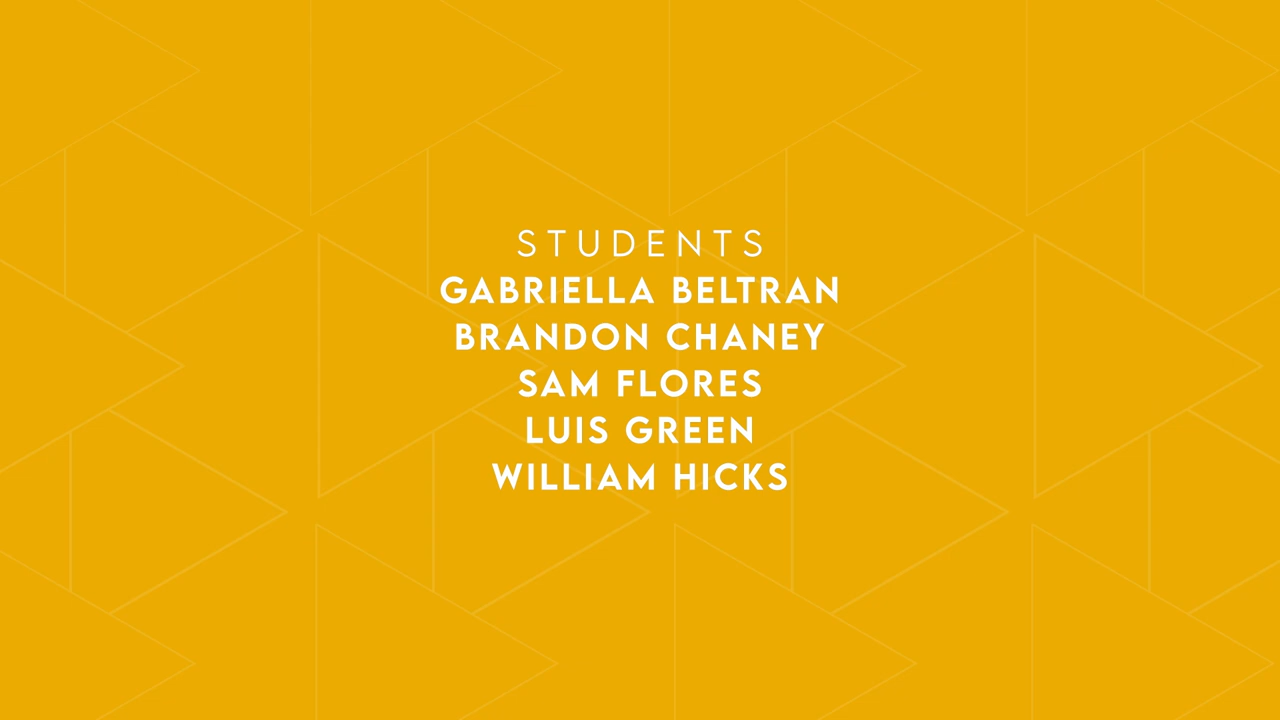 STUDENTS
GABRIELLA BELTRAN
BRANDON CHANEY
SAM FLORES
LUIS GREEN
WILLIAM HICKS